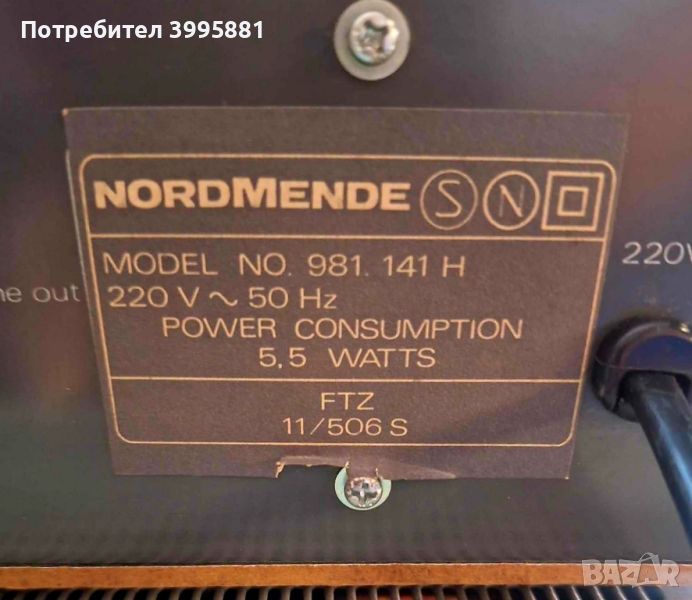 Потребител 3995881
NORDMENDE S N
MODEL NO. 981. 141 H
220 V ~ 50 Hz
POWER CONSUMPTION
5,5 WATTS
FTZ
11/506 S
out
220V
BAZAR